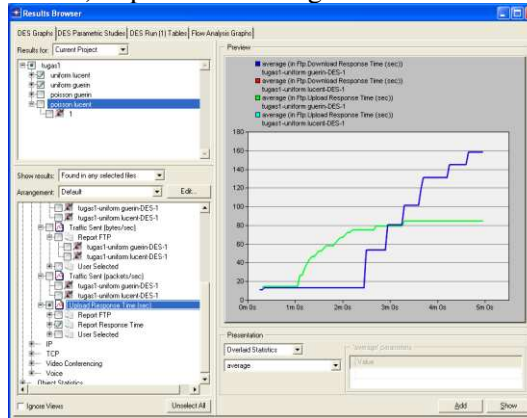 Results Browser
DES Graphs DES Parametric Studies DES Run (1) Tables Flow Analysis Graphs
Results for: Current Project
tugas1
uniform lucent
uniform guerin
poisson guerin
poisson lucent
1
Show results: Found in any selected files
Arrangement: Default Edit...
tugas1-uniform guerin-DES-1
tugas1-uniform lucent-DES-1
Traffic Sent (bytes/sec)
Report FTP
tugas1-uniform guerin-DES-1
tugas1-uniform lucent-DES-1
User Selected
Traffic Sent (packets/sec)
tugas1-uniform guerin-DES-1
tugas1-uniform lucent-DES-1
Upload Response Time (sec)
Report FTP
Report Response Time
User Selected
IP
TCP
Video Conferencing
Voice
Object Statistics
Ignore Views Unselect All
Preview
average (in Ftp.Download Response Time (sec))
tugas1-uniform guerin-DES-1
average (in Ftp.Download Response Time (sec))
tugas1-uniform lucent-DES-1
average (in Ftp.Upload Response Time (sec))
tugas1-uniform guerin-DES-1
average (in Ftp.Upload Response Time (sec))
tugas1-uniform lucent-DES-1
180
160
140
120
100
80
60
40
20
0
0m 0s 1m 0s 2m 0s 3m 0s 4m 0s 5m 0s
Presentation
Overlaid Statistics
average
Value
Add Show